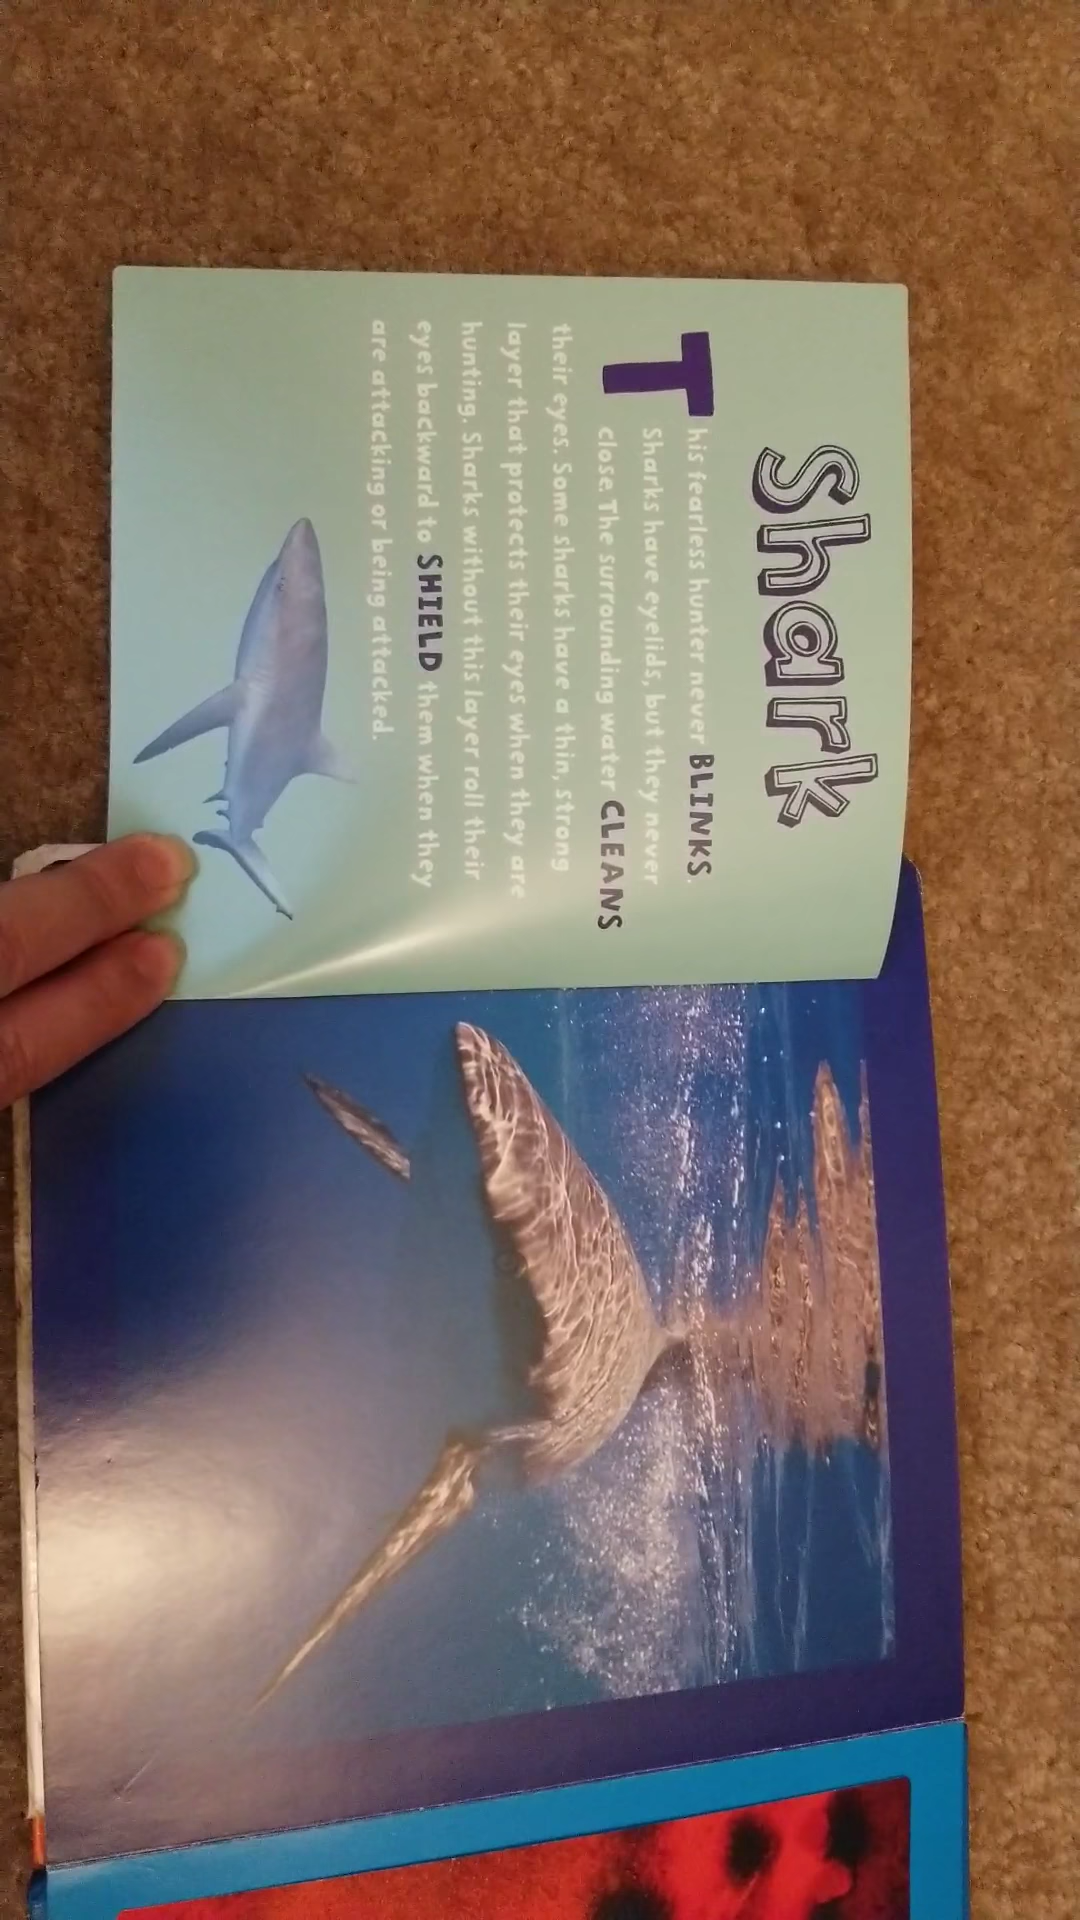 Shark
This fearless hunter never BLINKS.
Sharks have eyelids, but they never
close. The surrounding water CLEANS
their eyes. Some sharks have a thin, strong
layer that protects their eyes when they are
hunting. Sharks without this layer roll their
eyes backward to SHIELD them when they
are attacking or being attacked.